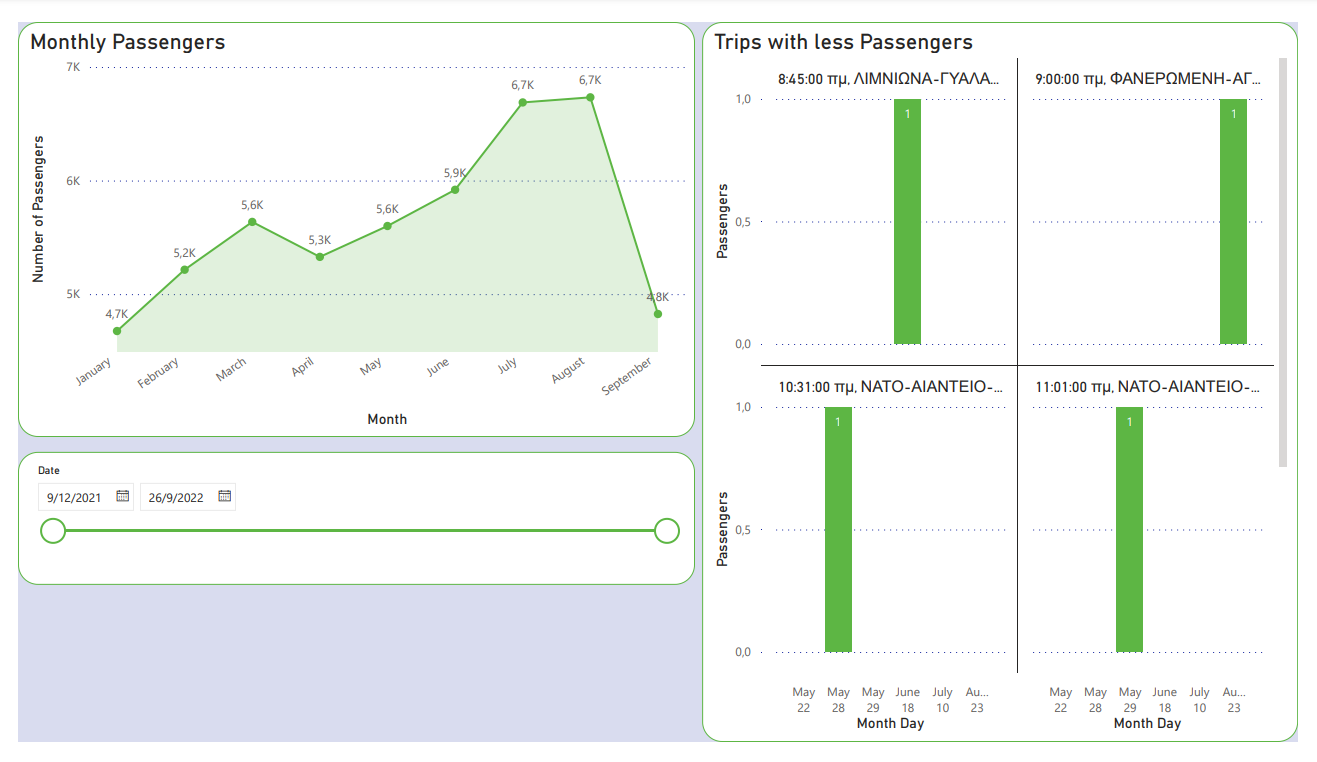 Monthly Passengers
7K
6K
5K
Number of Passengers
4,7K
5,2K
5,6K
5,3K
5,6K
5,9K
6,7K
6,7K
4,8K
January
February
March
April
May
June
July
August
September
Month
Date
9/12/2021
26/9/2022
Trips with less Passengers
8:45:00 πμ, ΛΙΜΝΙΩΝΑ-ΓΥΑΛΑ...
9:00:00 πμ, ΦΑΝΕΡΩΜΕΝΗ-ΑΓ...
1,0
0,5
0,0
Passengers
1
1
10:31:00 πμ, ΝΑΤΟ-ΑΙΑΝΤΕΙΟ-...
11:01:00 πμ, ΝΑΤΟ-ΑΙΑΝΤΕΙΟ-...
1,0
0,5
0,0
Passengers
1
1
May 22
May 28
May 29
June 18
July 10
Au... 23
Month Day
May 22
May 28
May 29
June 18
July 10
Au... 23
Month Day